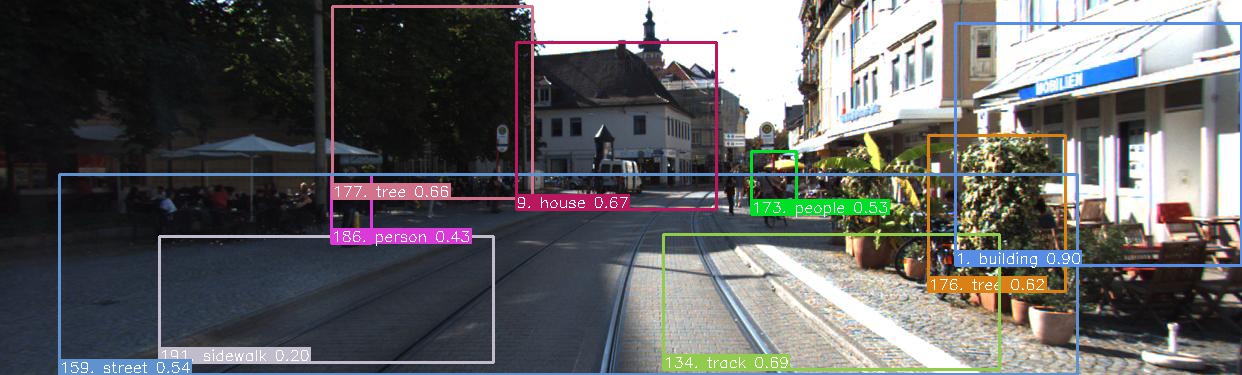 MOBILIEN
177. tree 0.66
9. house 0.67
173. people 0.53
186. person 0.43
1. building 0.90
176. tree 0.62
191. sidewalk 0.20
134. track 0.69
159. street 0.54